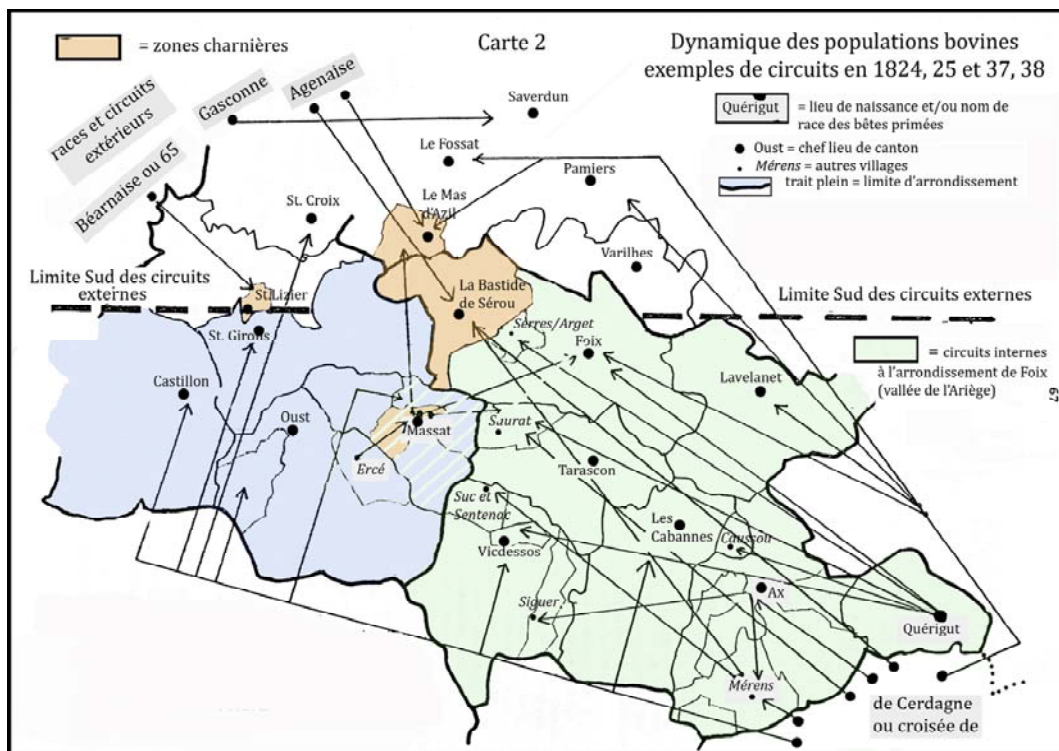 = zones charnières
Carte 2
Dynamique des populations bovines
exemples de circuits en 1824, 25 et 37, 38
Quérigut
= lieu de naissance et/ou nom de
race des bêtes primées
Oust = chef lieu de canton
Mérens = autres villages
trait plein = limite d'arrondissement
races et circuits
extérieurs
Gasconne
Agenaise
Béarnaise ou 65
Saverdun
Le Fossat
Pamiers
St. Croix
Le Mas
d'Azil
Varilhes
Limite Sud des circuits
externes
St.Lizier
La Bastide
de Sérou
Limite Sud des circuits externes
St. Girons
Serres/Arget
Foix
= circuits internes
à l'arrondissement de Foix
(vallée de l'Ariège)
Castillon
Lavelanet
Oust
Massat
Saurat
Ercé
Tarascon
Suc et
Sentenac
Les
Cabannes
Caussou
Vicdessos
Ax
Siguer
Quérigut
Mérens
de Cerdagne
ou croisée de